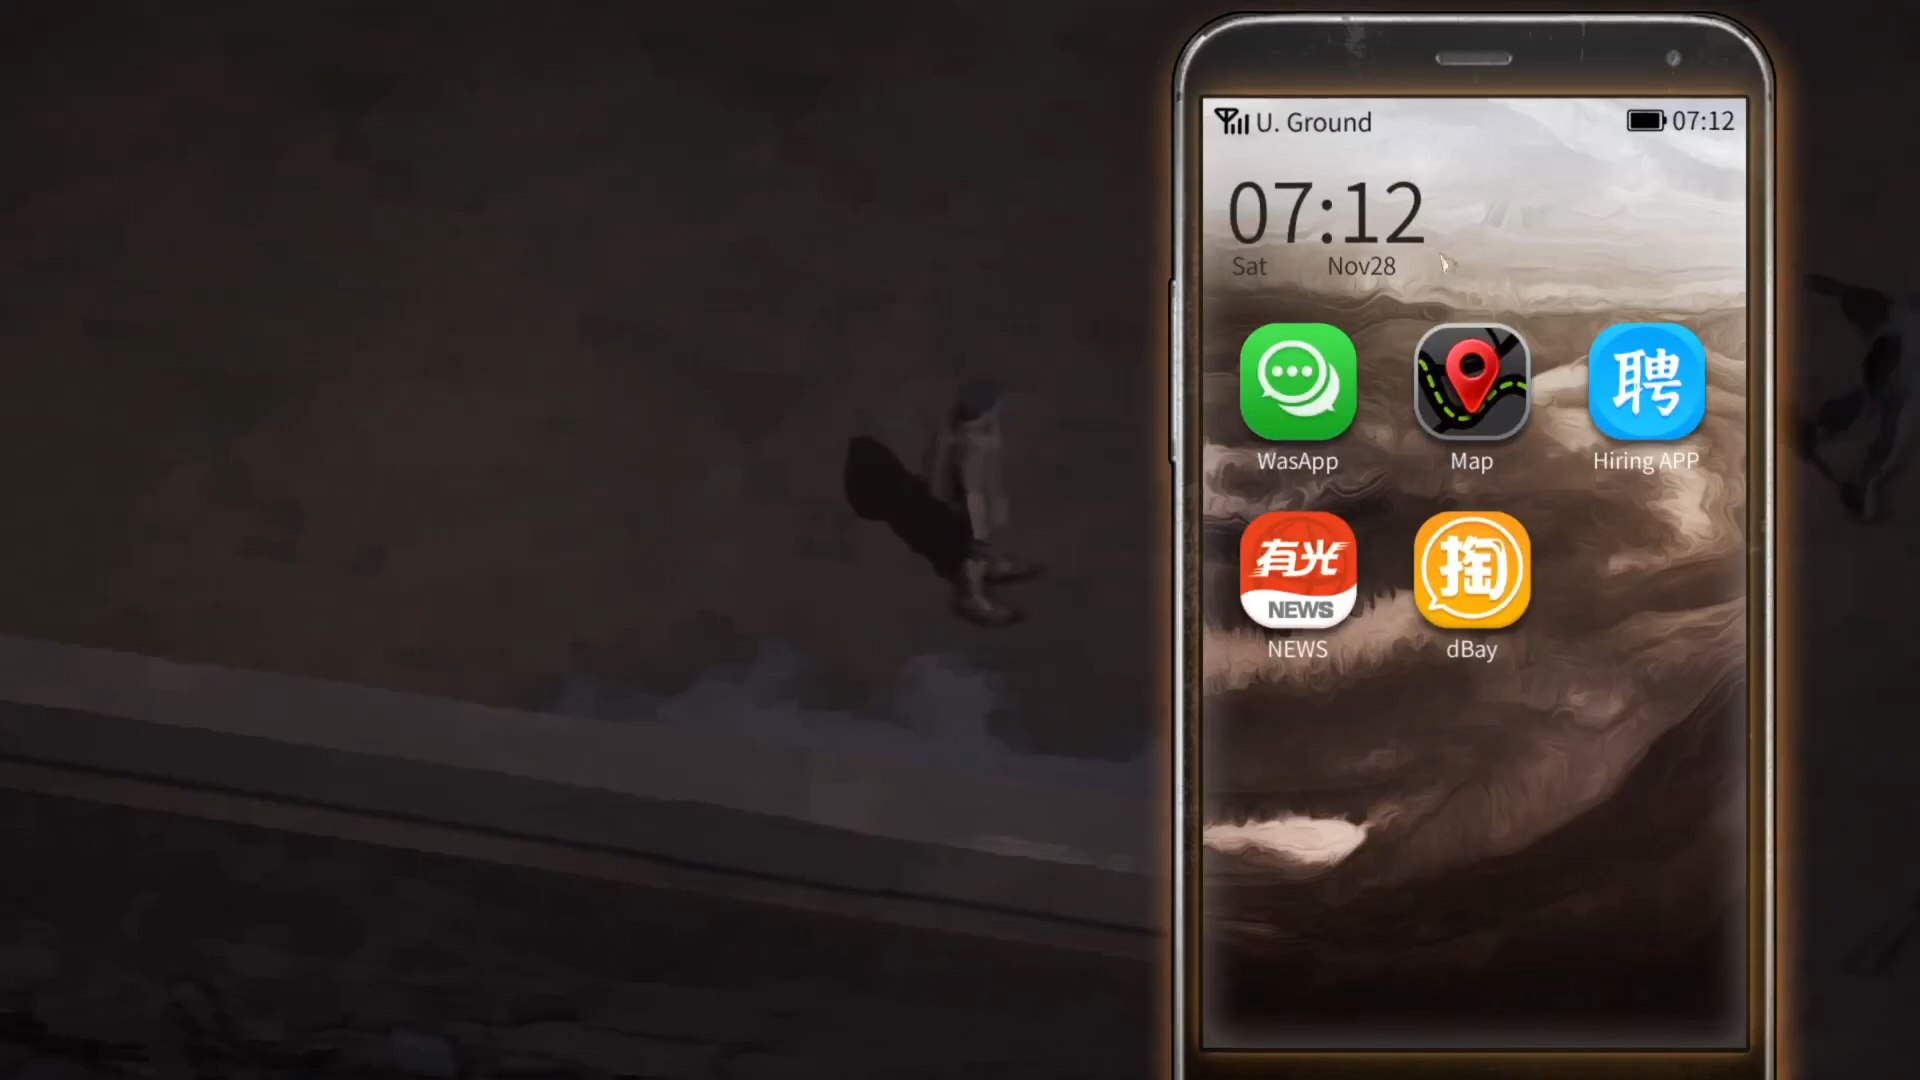 U. Ground
07:12
07:12
Sat Nov28
聘
WasApp
Map
Hiring APP
有光
NEWS
掏
NEWS
dBay